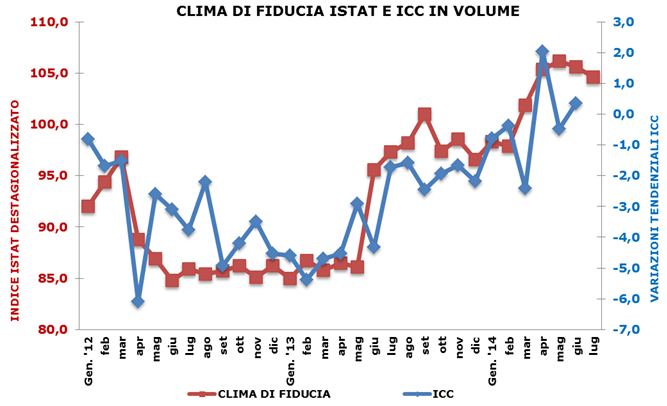 CLIMA DI FIDUCIA ISTAT E ICC IN VOLUME
INDICE ISTAT DESTAGIONALIZZATO
110,0
105,0
100,0
95,0
90,0
85,0
80,0
3,0
2,0
1,0
0,0
-1,0
-2,0
-3,0
-4,0
-5,0
-6,0
-7,0
VARIAZIONI TENDENZIALI ICC
Gen. '12
feb
mar
apr
mag
giu
lug
ago
set
ott
nov
dic
Gen. '13
feb
mar
apr
mag
giu
lug
ago
set
ott
nov
dic
Gen. '14
feb
mar
apr
mag
giu
lug
CLIMA DI FIDUCIA
ICC